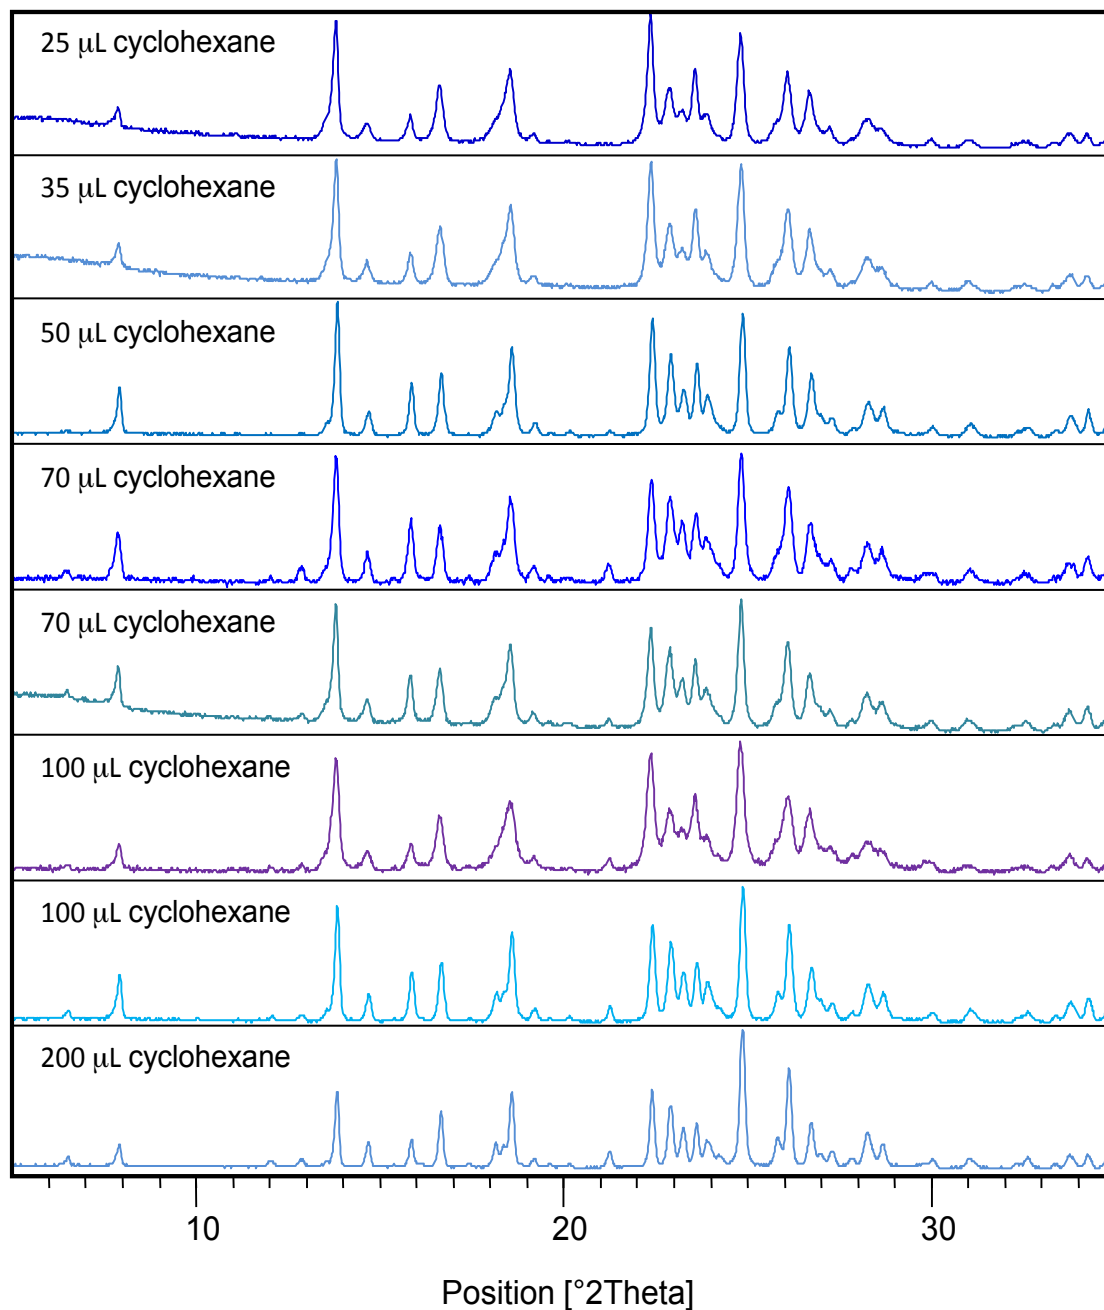 25 μL cyclohexane
35 μL cyclohexane
50 μL cyclohexane
70 μL cyclohexane
70 μL cyclohexane
100 μL cyclohexane
100 μL cyclohexane
200 μL cyclohexane
10 20 30
Position [°2Theta]